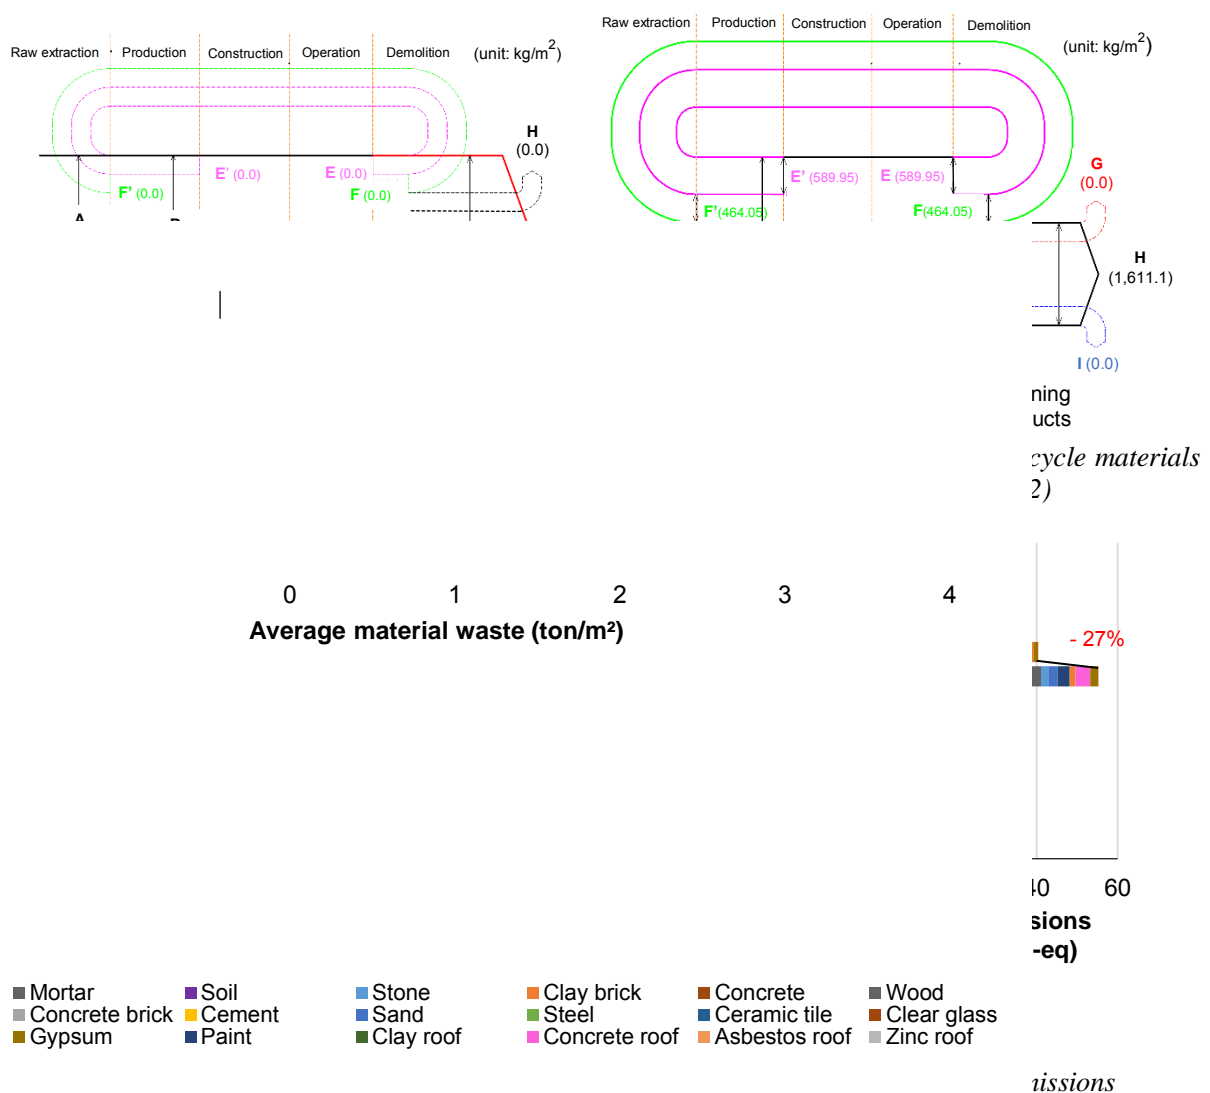 Raw extraction Production Construction Operation Demolition (unit: kg/m²)
H
(0.0)
E' (0.0) E (0.0)
F' (0.0) F (0.0)
Raw extraction Production Construction Operation Demolition (unit: kg/m²)
G
(0.0)
E' (589.95) E (589.95)
F' (464.05) F (464.05)
H
(1,611.1)
I (0.0)
ning
ucts
cycle materials
2)
0 1 2 3 4
Average material waste (ton/m²)
- 27%
40 60
sions
-eq)
Mortar Soil Stone Clay brick Concrete Wood
Concrete brick Cement Sand Steel Ceramic tile Clear glass
Gypsum Paint Clay roof Concrete roof Asbestos roof Zinc roof
nissions